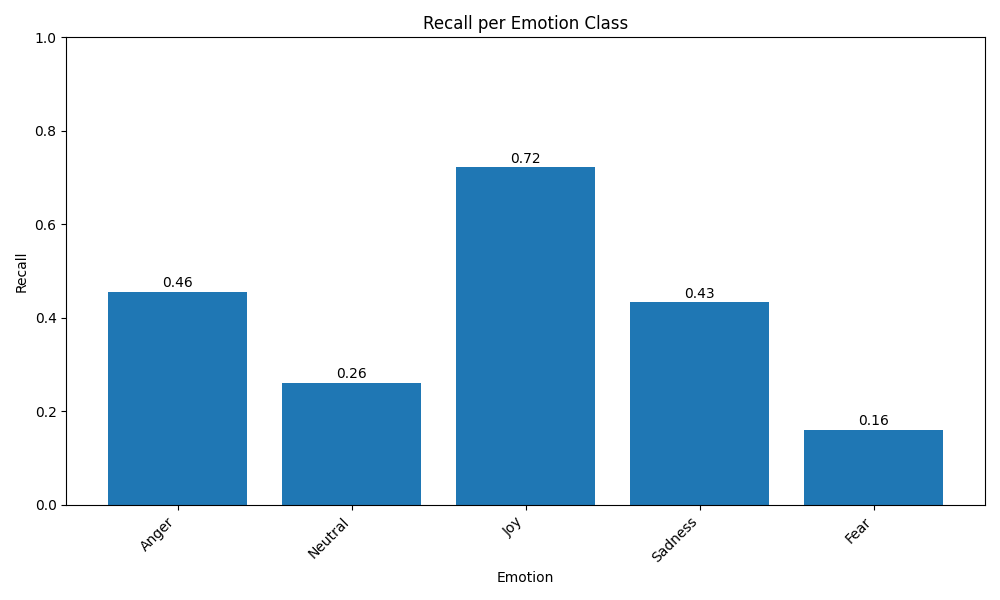 Recall per Emotion Class
1.0
0.8
0.6
0.4
0.2
0.0
Recall
0.46
0.26
0.72
0.43
0.16
Anger
Neutral
Joy
Sadness
Fear
Emotion